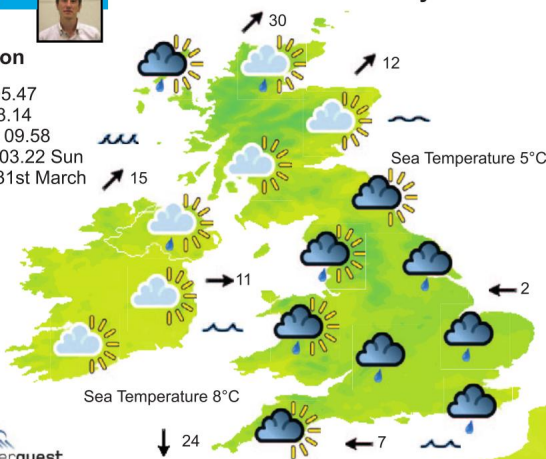 30
on
12
5.47
3.14
09.58
03.22 Sun
Sea Temperature 5°C
31st March
15
11
2
Sea Temperature 8°C
24
7
erquest